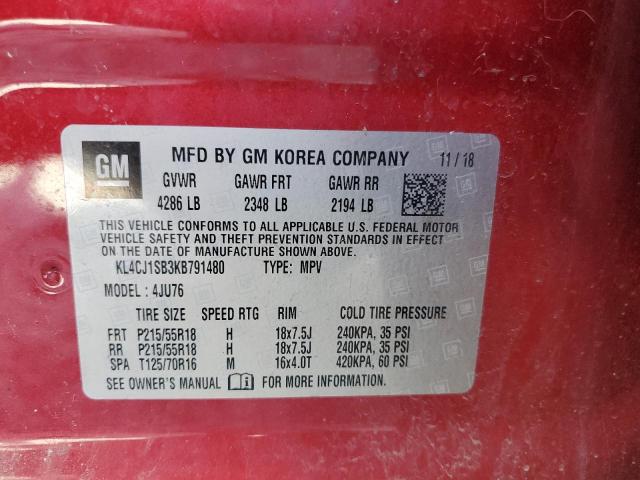 GM MFD BY GM KOREA COMPANY 11/18
GVWR GAWR FRT GAWR RR
4286 LB 2348 LB 2194 LB
THIS VEHICLE CONFORMS TO ALL APPLICABLE U.S. FEDERAL MOTOR
VEHICLE SAFETY AND THEFT PREVENTION STANDARDS IN EFFECT
ON THE DATE OF MANUFACTURE SHOWN ABOVE.
KL4CJ1SB3KB791480 TYPE: MPV
MODEL: 4JU76
TIRE SIZE SPEED RTG RIM COLD TIRE PRESSURE
FRT P215/55R18 H 18x7.5J 240KPA, 35 PSI
RR P215/55R18 H 18x7.5J 240KPA, 35 PSI
SPA T125/70R16 M 16x4.0T 420KPA, 60 PSI
SEE OWNER'S MANUAL FOR MORE INFORMATION.